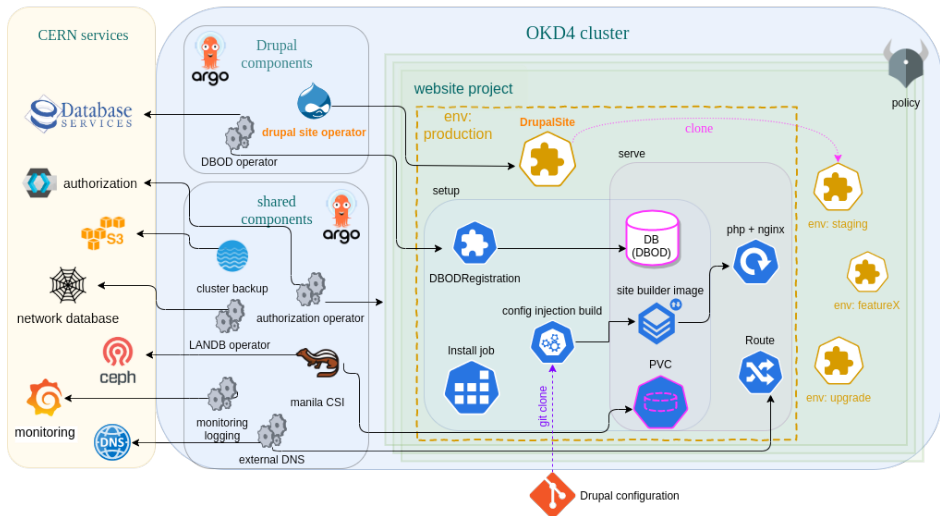 CERN services
Database
SERVICES
authorization
S3
network database
ceph
monitoring
DNS
OKD4 cluster
argo
Drupal
components
drupal site operator
DBOD operator
shared
components
argo
cluster backup
authorization operator
LANDB operator
manila CSI
monitoring
logging
external DNS
policy
website project
env:
production
DrupalSite
clone
serve
setup
DBODRegistration
DB
(DBOD)
php + nginx
site builder image
config injection build
Install job
PVC
Route
git clone
env: staging
env: featureX
env: upgrade
Drupal configuration